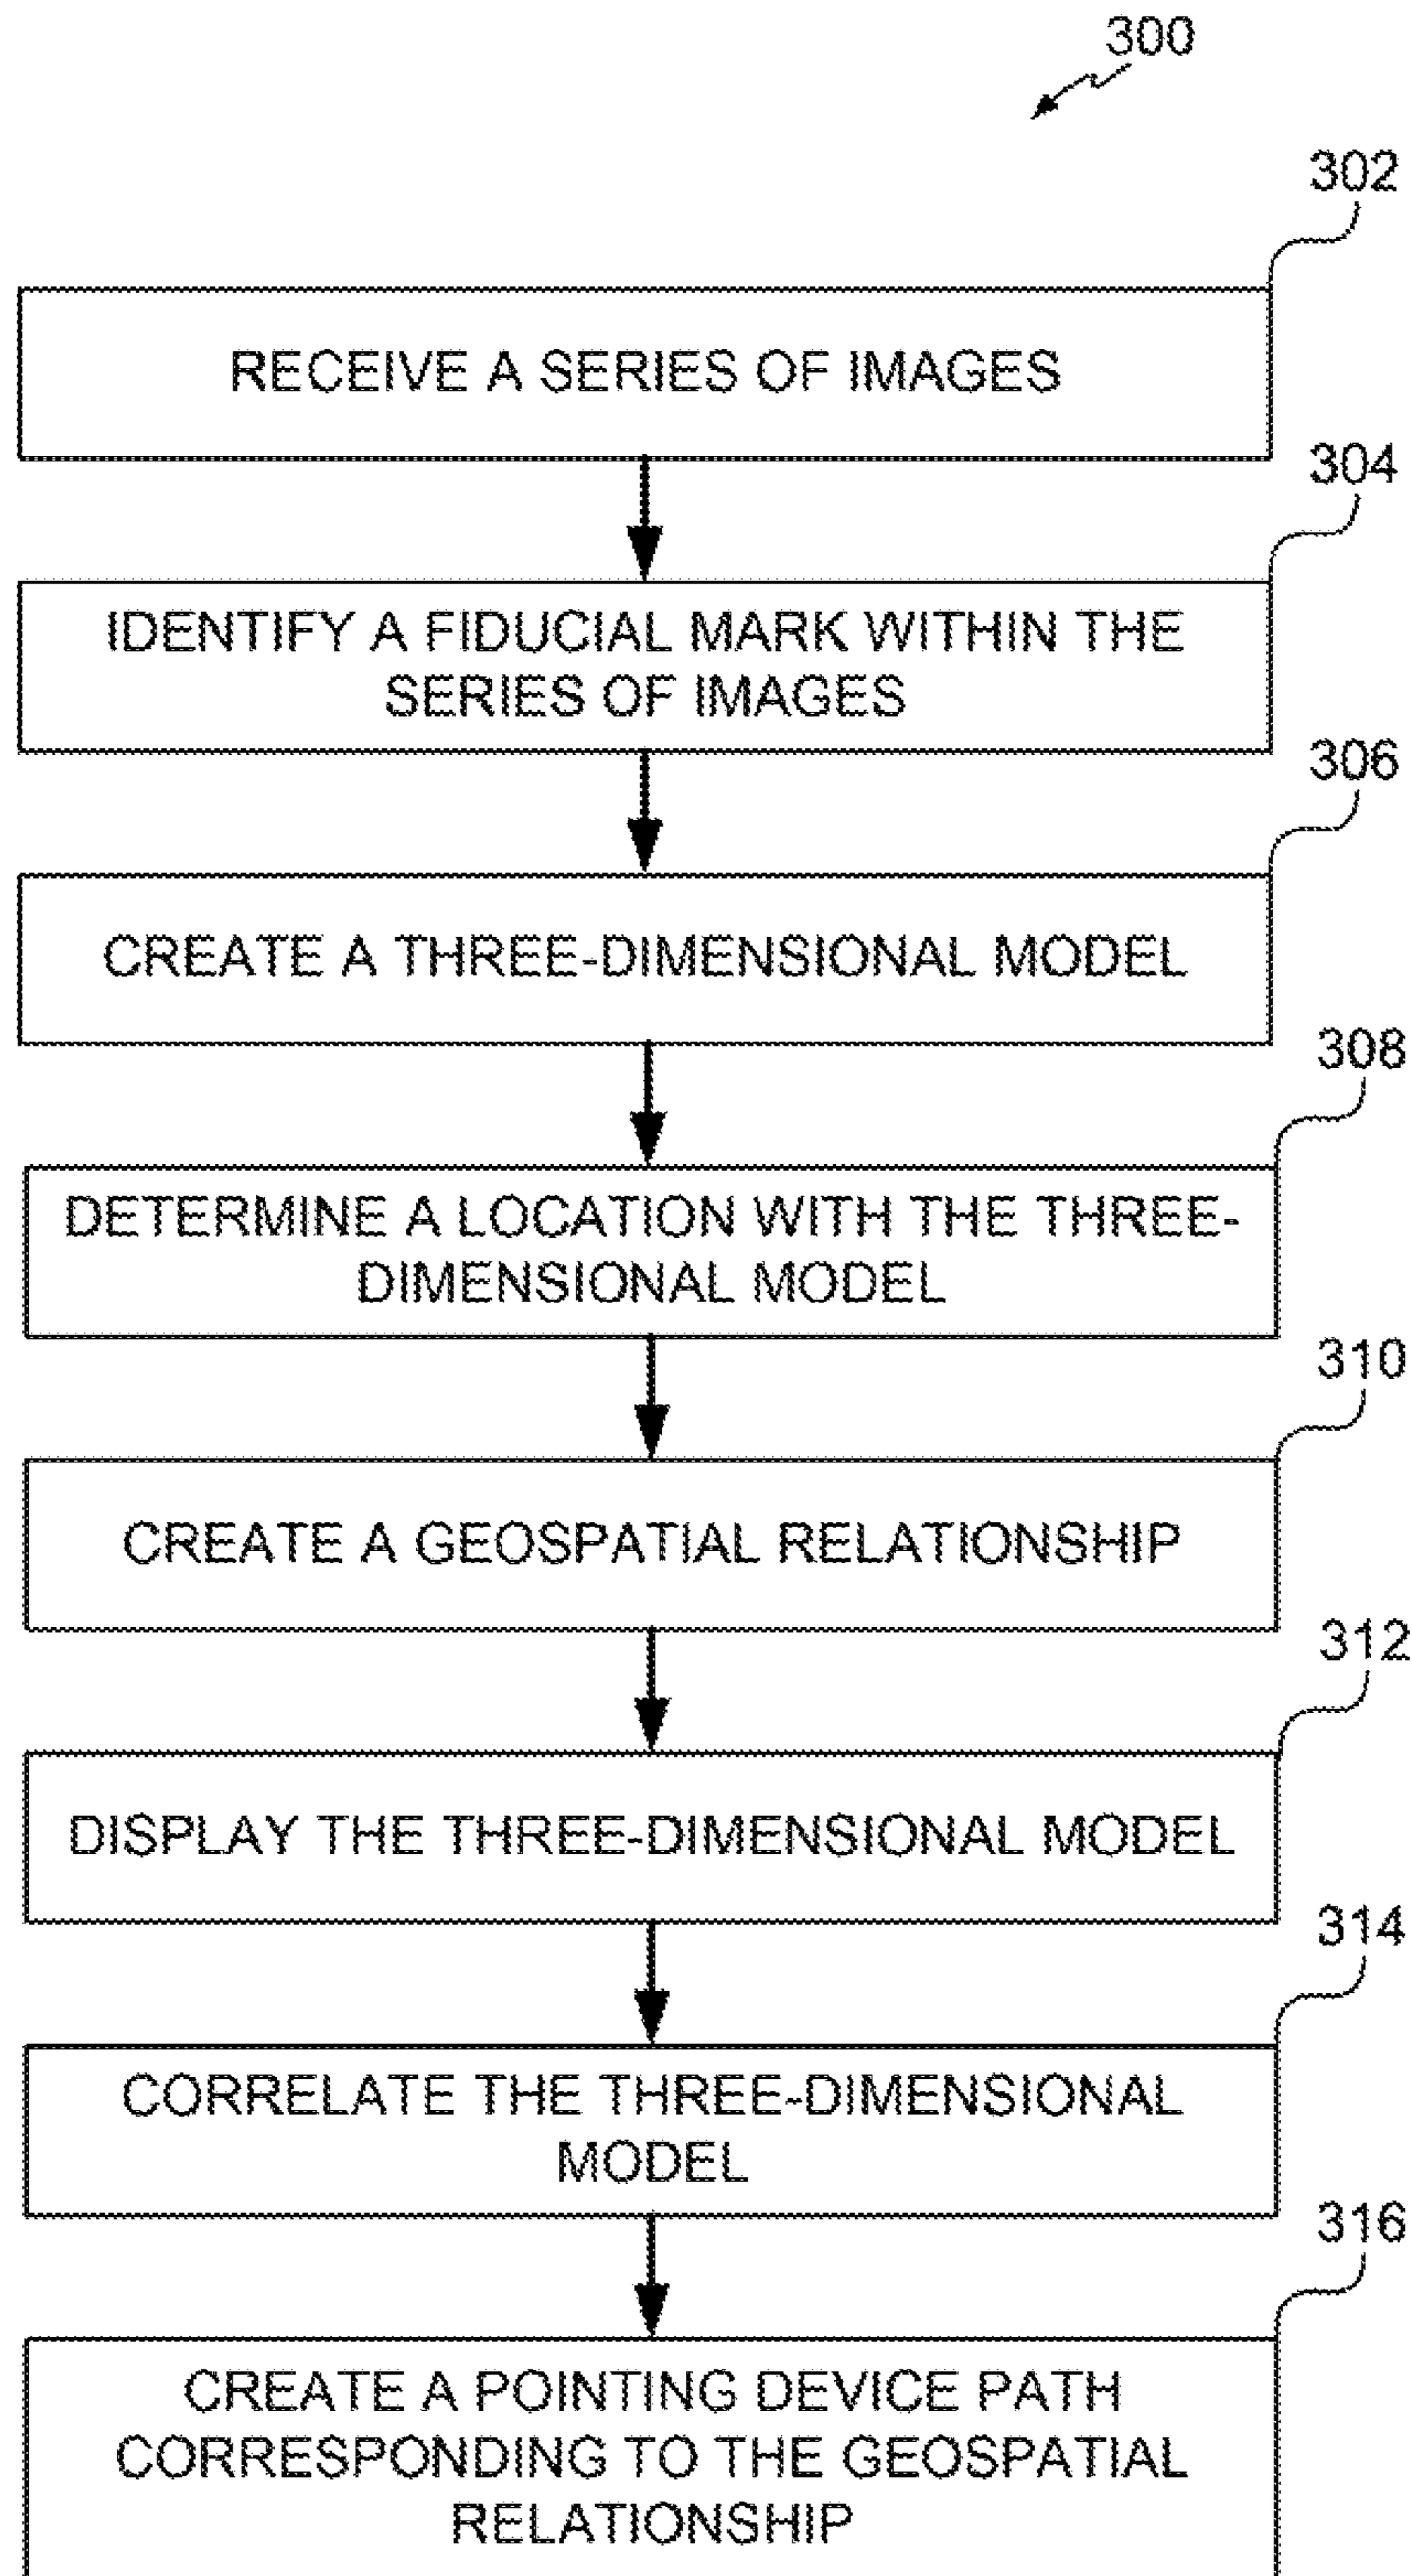 300
302
RECEIVE A SERIES OF IMAGES
304
IDENTIFY A FIDUCIAL MARK WITHIN THE
SERIES OF IMAGES
306
CREATE A THREE-DIMENSIONAL MODEL
308
DETERMINE A LOCATION WITH THE THREE-
DIMENSIONAL MODEL
310
CREATE A GEOSPATIAL RELATIONSHIP
312
DISPLAY THE THREE-DIMENSIONAL MODEL
314
CORRELATE THE THREE-DIMENSIONAL
MODEL
316
CREATE A POINTING DEVICE PATH
CORRESPONDING TO THE GEOSPATIAL
RELATIONSHIP